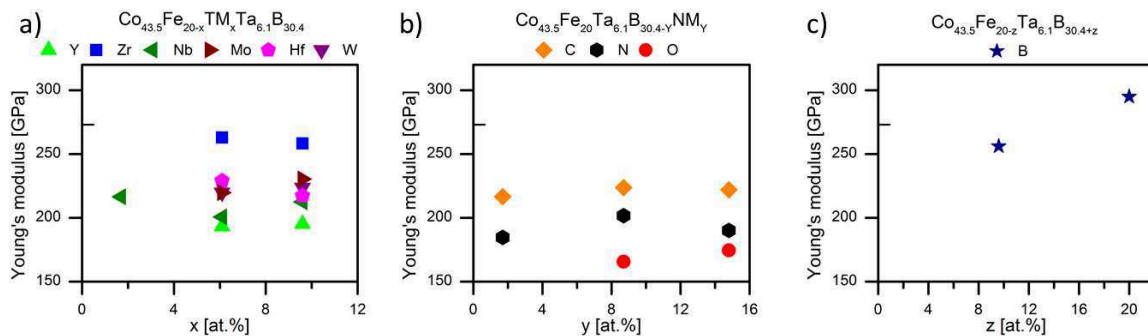 a)
Co43.5Fe20-xTMxTa6.1B30.4
Y Zr Nb Mo Hf W
Young's modulus [GPa]
300
250
200
150
0 4 8 12
x [at.%]
b)
Co43.5Fe20Ta6.1B30.4-YNMY
C N O
Young's modulus [GPa]
300
250
200
150
0 4 8 12 16
y [at.%]
c)
Co43.5Fe20-zTa6.1B30.4+z
B
Young's modulus [GPa]
300
250
200
150
0 4 8 12 16 20
z [at.%]